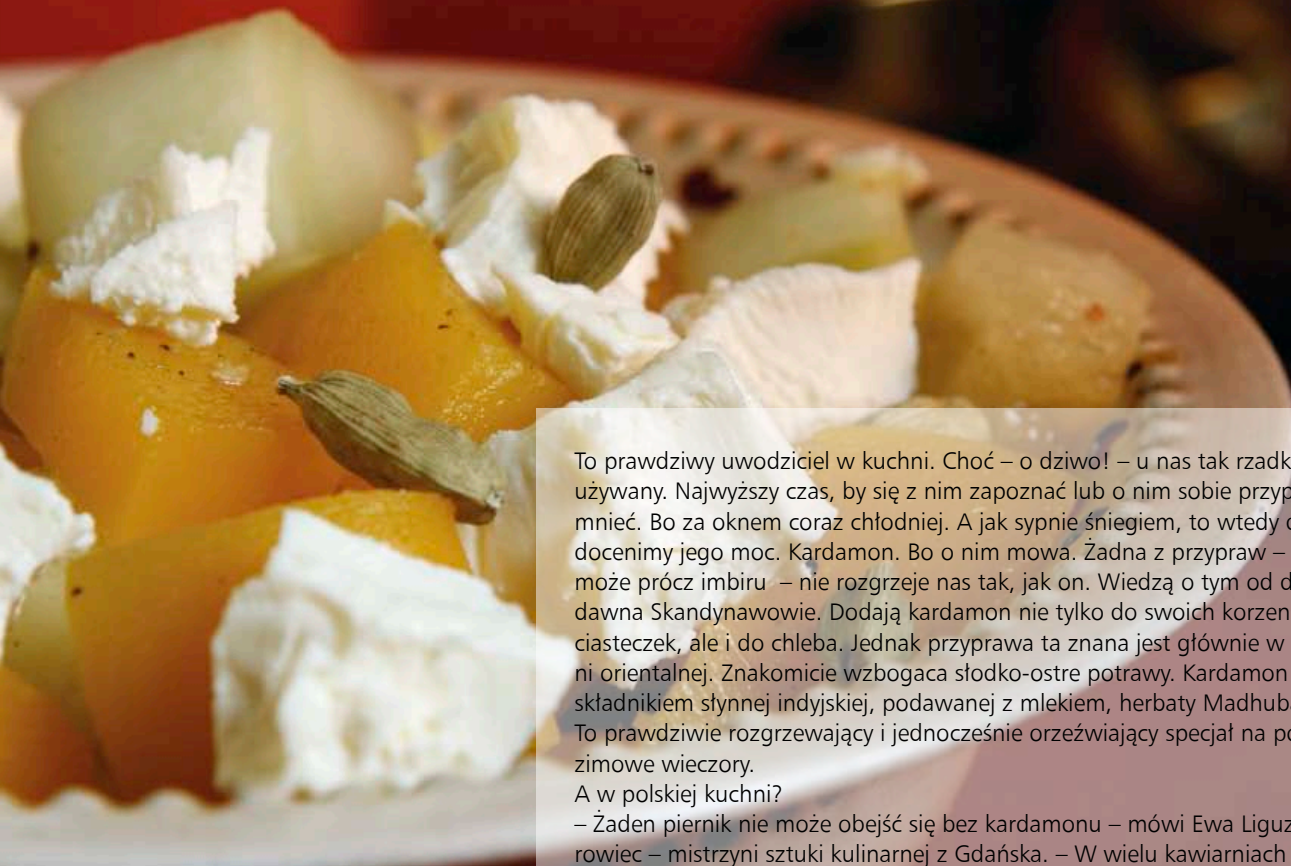 To prawdziwy uwodziciel w kuchni. Choć – o dziwo! – u nas tak rzadk
używany. Najwyższy czas, by się z nim zapoznać lub o nim sobie przyp
mnieć. Bo za oknem coraz chłodniej. A jak sypnie śniegiem, to wtedy
docenimy jego moc. Kardamon. Bo o nim mowa. Żadna z przypraw –
może prócz imbiru – nie rozgrzeje nas tak, jak on. Wiedzą o tym od d
dawna Skandynawowie. Dodają kardamon nie tylko do swoich korzen
ciasteczek, ale i do chleba. Jednak przyprawa ta znana jest głównie w
ni orientalnej. Znakomicie wzbogaca słodko-ostre potrawy. Kardamon
składnikiem słynnej indyjskiej, podawanej z mlekiem, herbaty Madhuba
To prawdziwie rozgrzewający i jednocześnie orzeźwiający specjał na po
zimowe wieczory.
A w polskiej kuchni?
– Żaden piernik nie może obejść się bez kardamonu – mówi Ewa Liguz
rowiec – mistrzyni sztuki kulinarnej z Gdańska. – W wielu kawiarniach